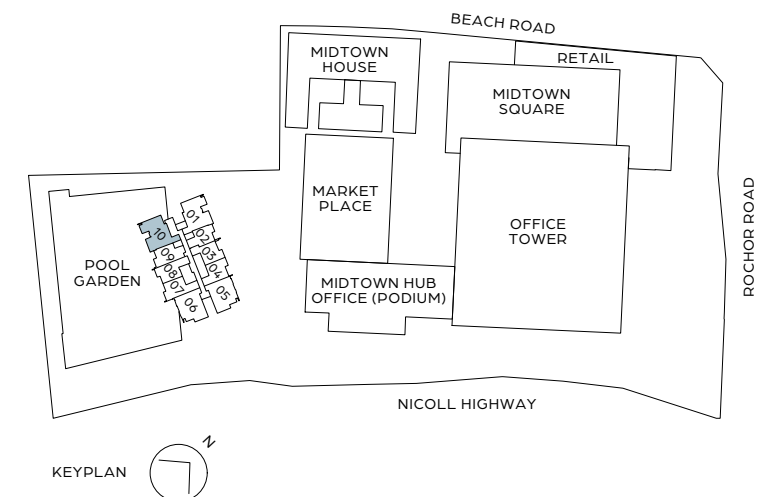 BEACH ROAD
MIDTOWN
HOUSE
RETAIL
MIDTOWN
SQUARE
MARKET
PLACE
OFFICE
TOWER
ROCHOR ROAD
01
02
03
04
05
10
09
08
07
06
POOL
GARDEN
MIDTOWN HUB
OFFICE (PODIUM)
NICOLL HIGHWAY
N
KEYPLAN